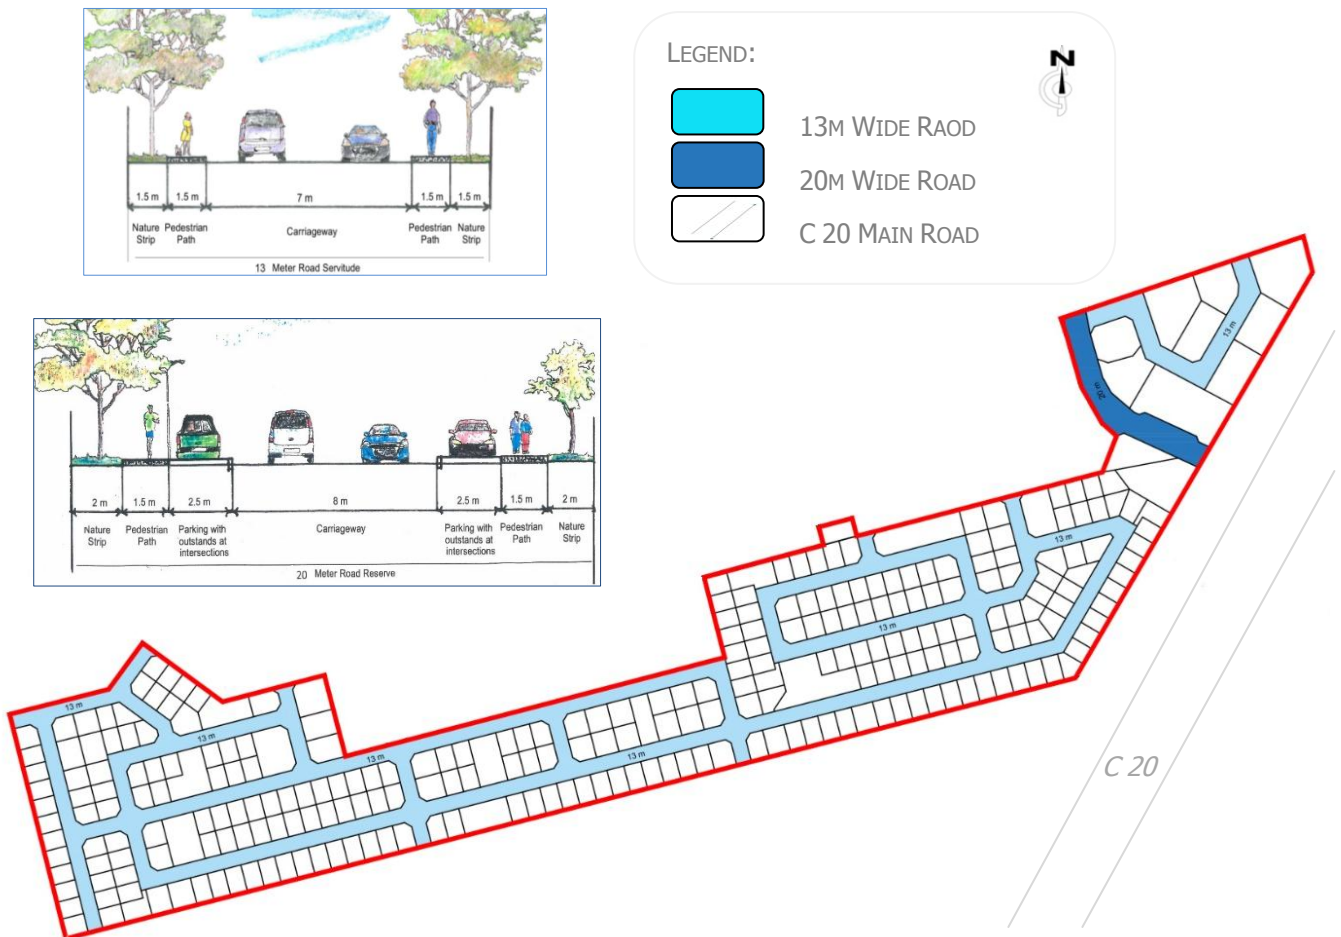 1.5 m 1.5 m 7 m 1.5 m 1.5 m
Nature Pedestrian Carriageway Pedestrian Nature
Strip Path Path Strip
13 Meter Road Servitude
LEGEND:
N
13M WIDE RAOD
20M WIDE ROAD
C 20 MAIN ROAD
2 m 1.5 m 2.5 m 8 m 2.5 m 1.5 m 2 m
Nature Pedestrian Parking with Carriageway Parking with Pedestrian Nature
Strip Path outstands at outstands at Path Strip
intersections intersections
20 Meter Road Reserve
13 m
20 m
13 m
13 m
13 m
13 m
13 m
13 m
C 20